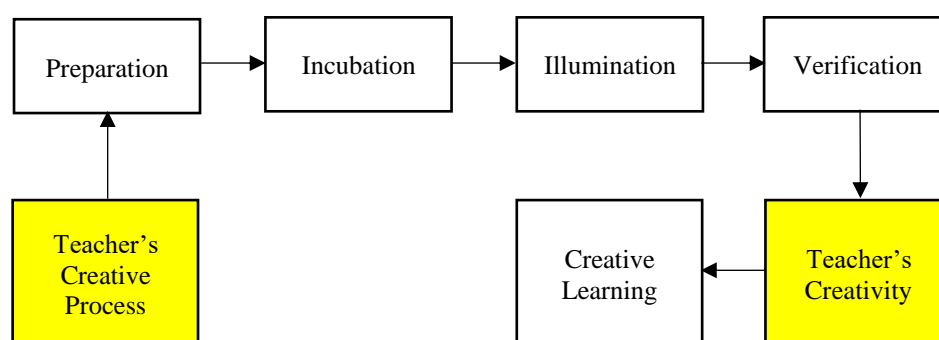 Preparation
Incubation
Illumination
Verification
Teacher’s
Creative
Process
Creative
Learning
Teacher’s
Creativity